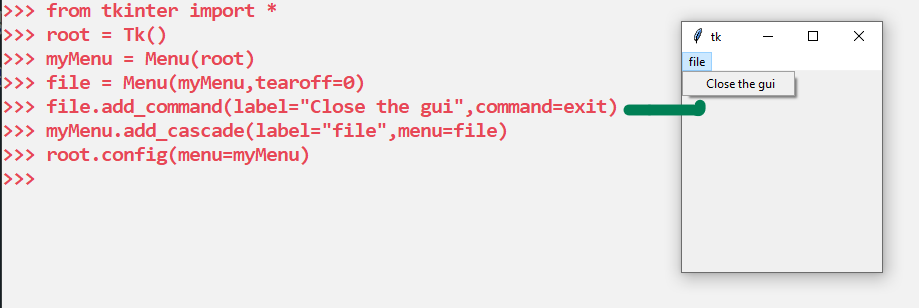 >>> from tkinter import *
>>> root = Tk()
>>> myMenu = Menu(root)
>>> file = Menu(myMenu,tearoff=0)
>>> file.add_command(label="Close the gui",command=exit)
>>> myMenu.add_cascade(label="file",menu=file)
>>> root.config(menu=myMenu)
>>>
tk
file
Close the gui